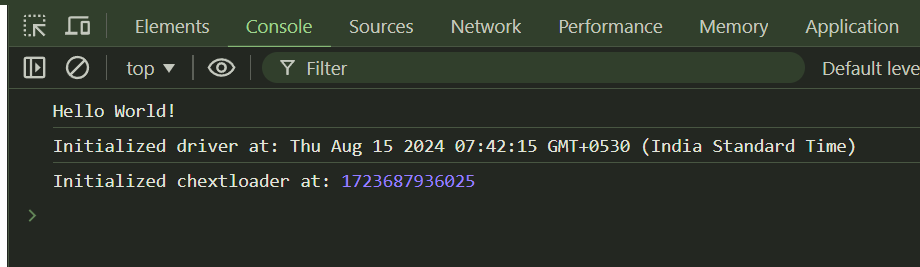 Elements Console Sources Network Performance Memory Application
top Filter Default leve
Hello World!
Initialized driver at: Thu Aug 15 2024 07:42:15 GMT+0530 (India Standard Time)
Initialized chextloader at: 1723687936025
>